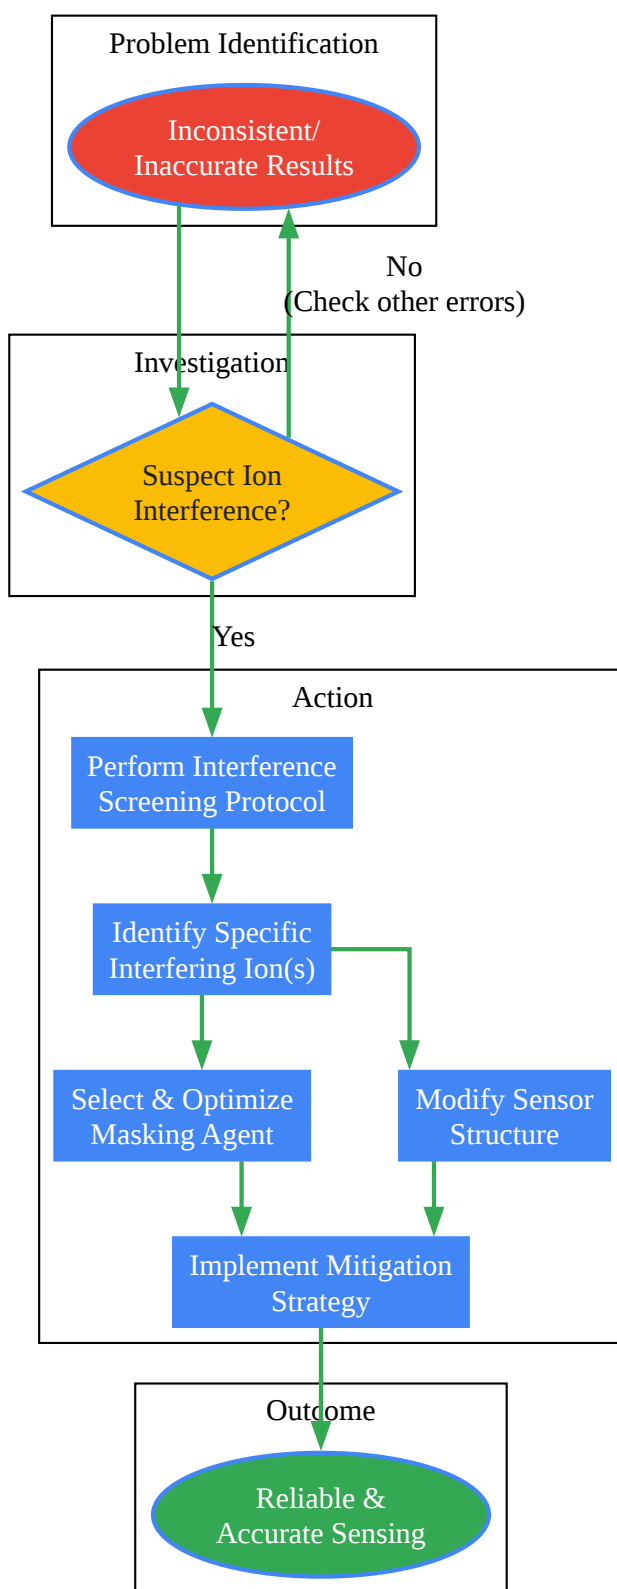 Problem Identification
Inconsistent/
Inaccurate Results
No
(Check other errors)
Investigation
Suspect Ion
Interference?
Yes
Action
Perform Interference
Screening Protocol
Identify Specific
Interfering Ion(s)
Select & Optimize
Masking Agent
Modify Sensor
Structure
Implement Mitigation
Strategy
Outcome
Reliable &
Accurate Sensing